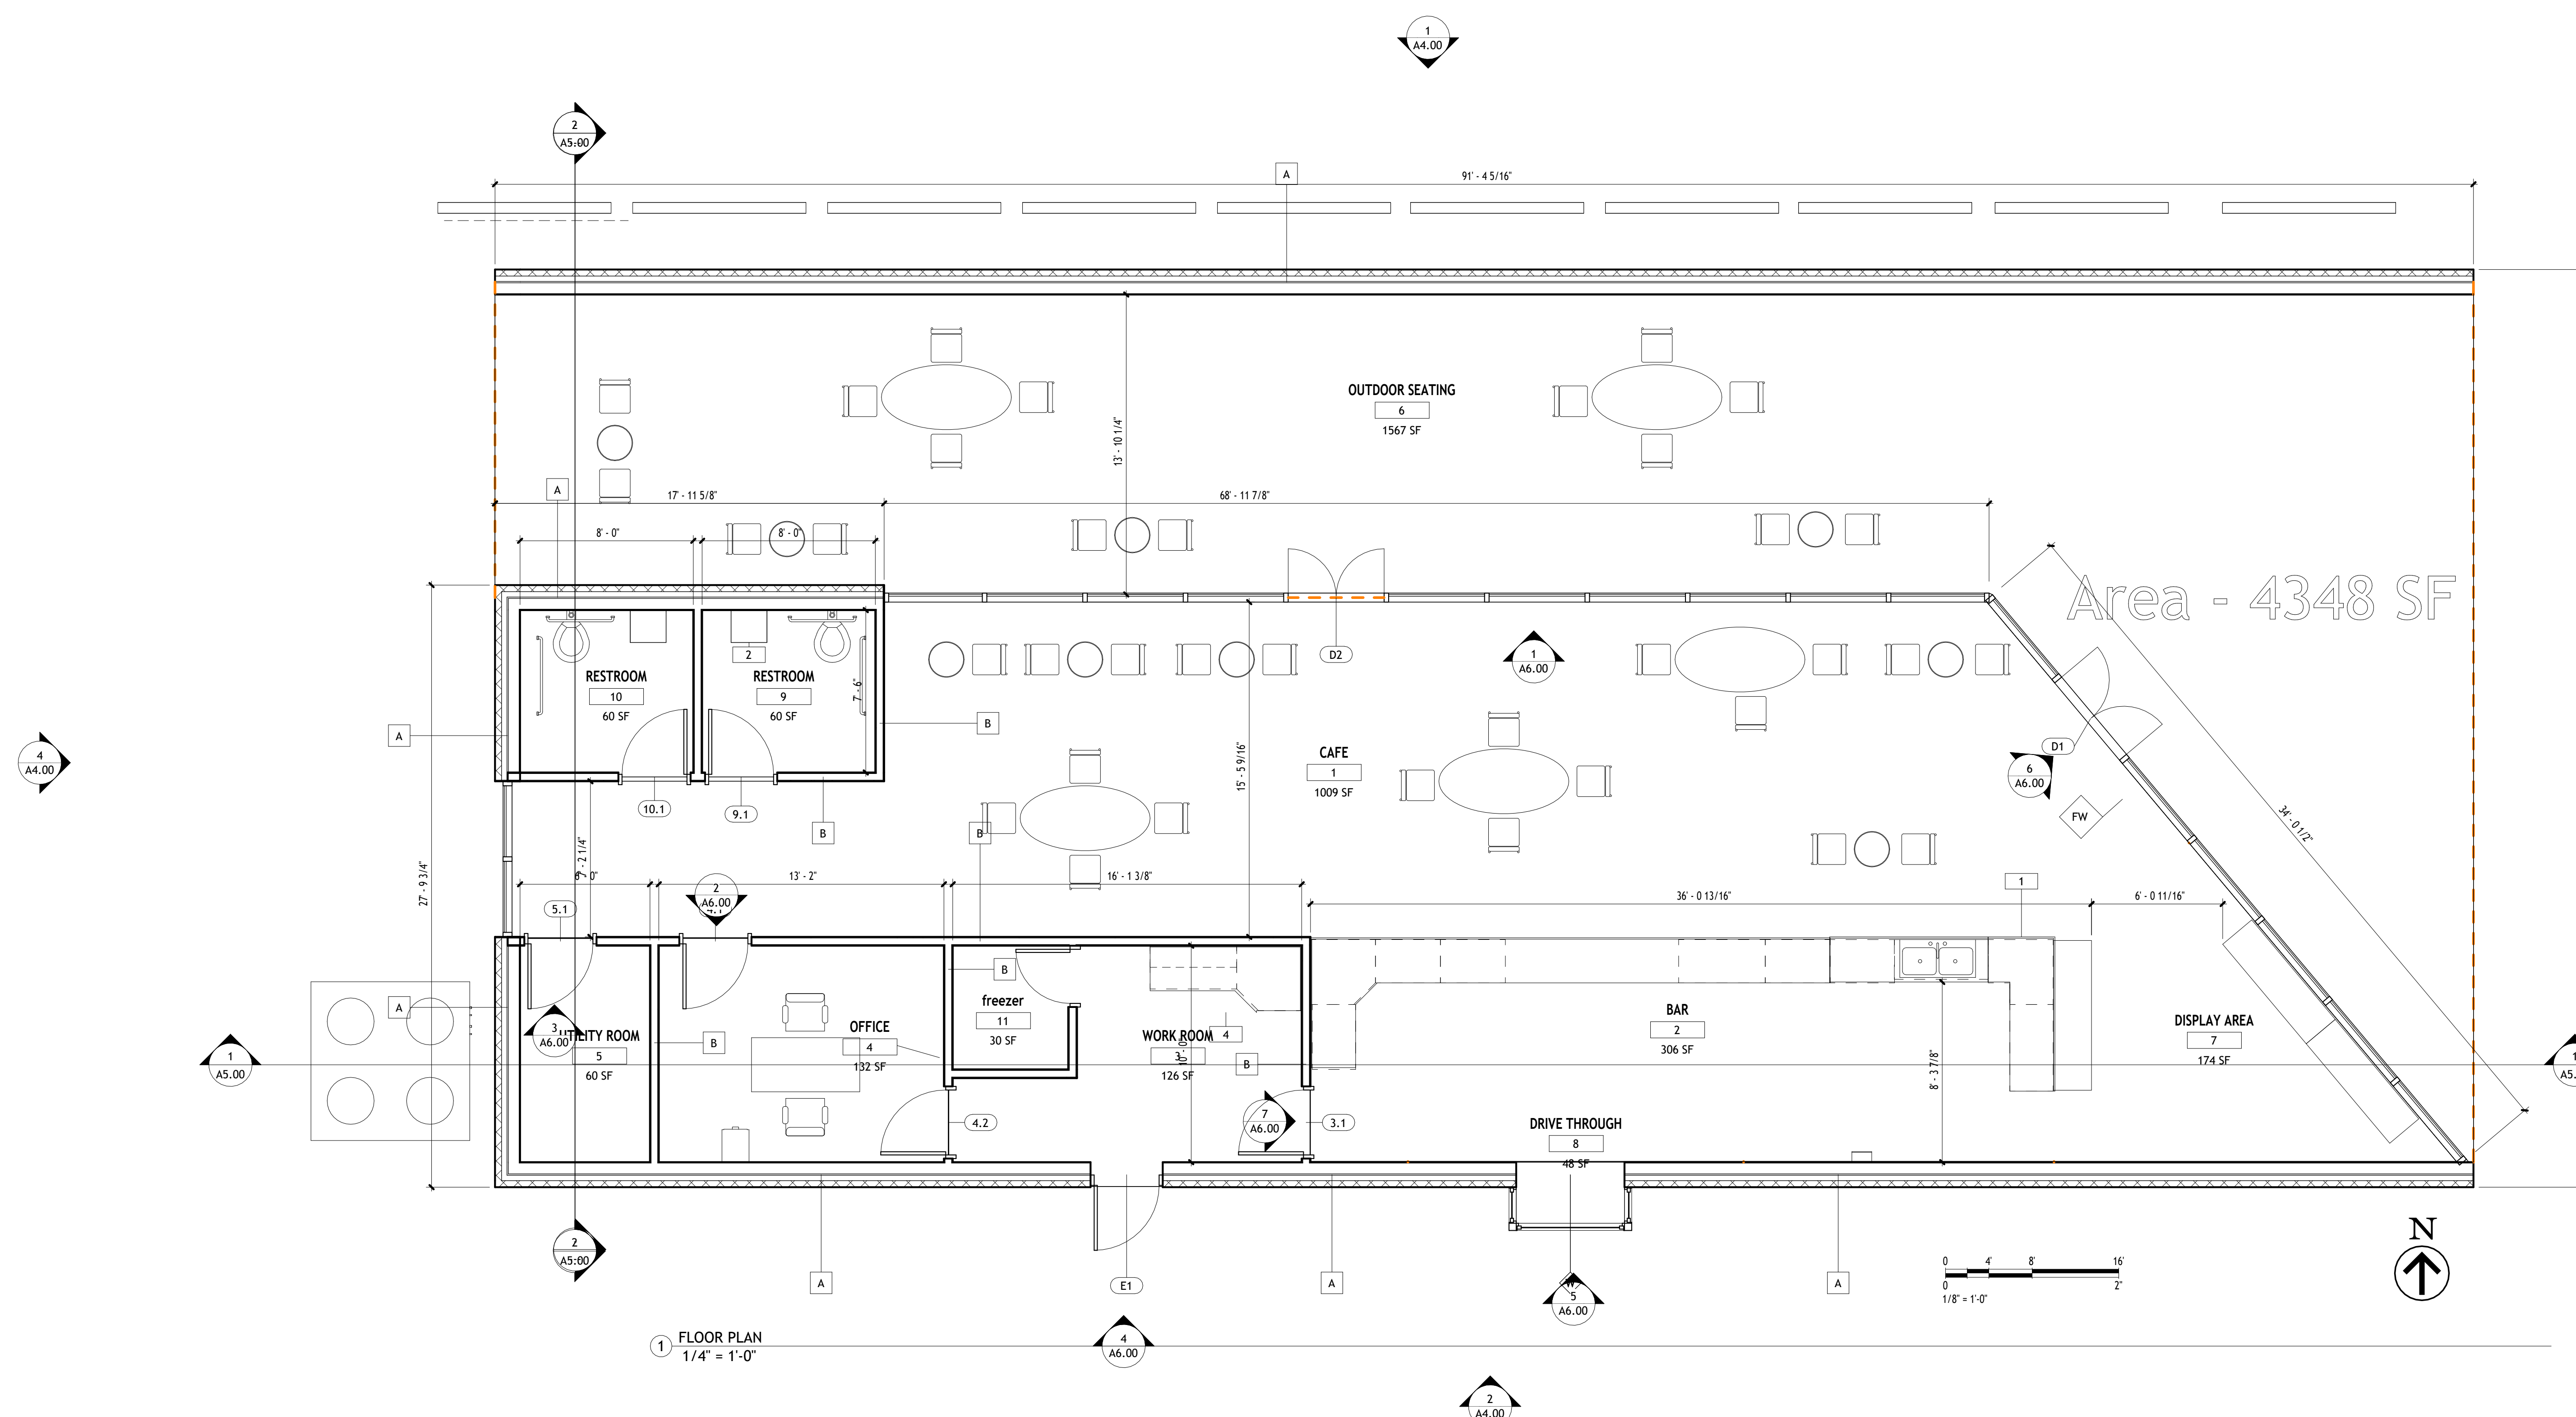 1
A4.00
2
A5.00
A
91' - 4 5/16"
OUTDOOR SEATING
6
1567 SF
13' - 10 1/4"
A
17' - 11 5/8"
68' - 11 7/8"
8' - 0"
8' - 0"
Area - 4348 SF
2
RESTROOM
10
60 SF
RESTROOM
9
60 SF
7' - 6"
D2
1
A6.00
B
A
4
A4.00
CAFE
1
1009 SF
15' - 5 9/16"
D1
6
A6.00
FW
34' - 0 1/2"
10.1
9.1
B
B
7' - 2 1/4"
27' - 9 3/4"
13' - 2"
16' - 1 3/8"
1
36' - 0 13/16"
6' - 0 11/16"
2
A6.00
5.1
B
A
freezer
11
30 SF
BAR
2
306 SF
DISPLAY AREA
7
174 SF
3
A6.00
UTILITY ROOM
5
60 SF
B
OFFICE
4
132 SF
WORK ROOM
3
126 SF
4
B
8' - 3 7/8"
1
A5.00
1
4.2
7
A6.00
3.1
DRIVE THROUGH
8
48 SF
2
A5.00
A
E1
A
W
5
A6.00
A
0 4' 8' 16'
0 2"
1/8" = 1'-0"
N
1
FLOOR PLAN
1/4" = 1'-0"
4
A6.00
2
A4.00